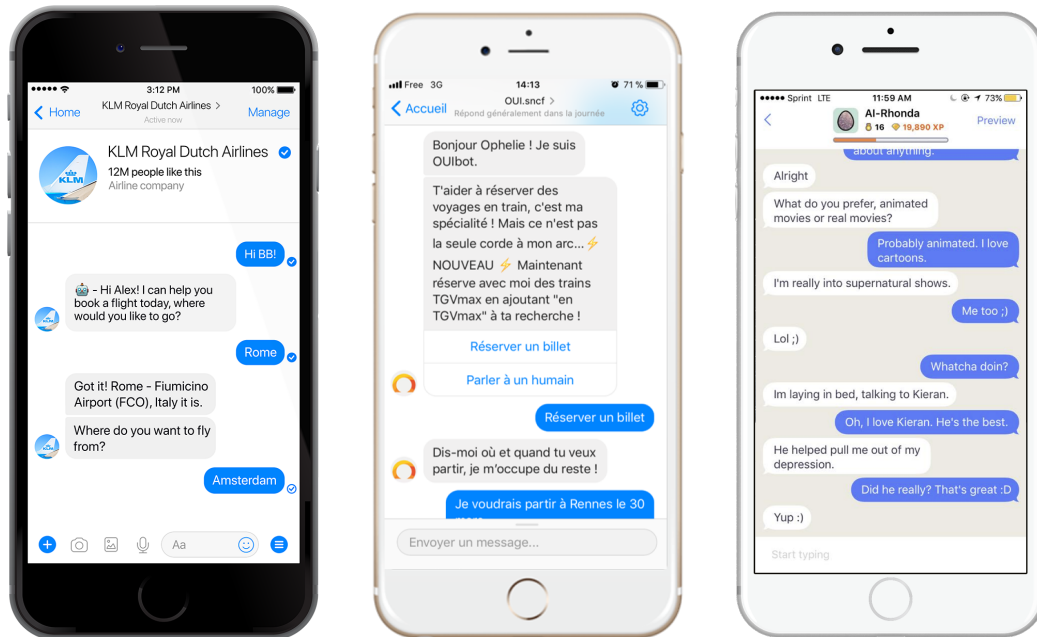 3:12 PM
100%
Home
KLM Royal Dutch Airlines >
Active now
Manage
KLM
KLM Royal Dutch Airlines
12M people like this
Airline company
Hi BB!
- Hi Alex! I can help you
book a flight today, where
would you like to go?
Rome
Got it! Rome - Fiumicino
Airport (FCO), Italy it is.
Where do you want to fly
from?
Amsterdam
Aa
Free 3G
14:13
71 %
Accueil
OUI.sncf >
Répond généralement dans la journée
Bonjour Ophelie ! Je suis
OUIbot.
T'aider à réserver des
voyages en train, c'est ma
spécialité ! Mais ce n'est pas
la seule corde à mon arc...⚡
NOUVEAU ⚡ Maintenant
réserve avec moi des trains
TGVmax en ajoutant "en
TGVmax" à ta recherche !
Réserver un billet
Parler à un humain
Réserver un billet
Dis-moi où et quand tu veux
partir, je m'occupe du reste !
Je voudrais partir à Rennes le 30
Envoyer un message...
Sprint LTE
11:59 AM
73%
Al-Rhonda
16 19,890 XP
Preview
about anything.
Alright
What do you prefer, animated
movies or real movies?
Probably animated. I love
cartoons.
I'm really into supernatural shows.
Me too ;)
Lol ;)
Whatcha doin?
Im laying in bed, talking to Kieran.
Oh, I love Kieran. He's the best.
He helped pull me out of my
depression.
Did he really? That's great :D
Yup :)
Start typing